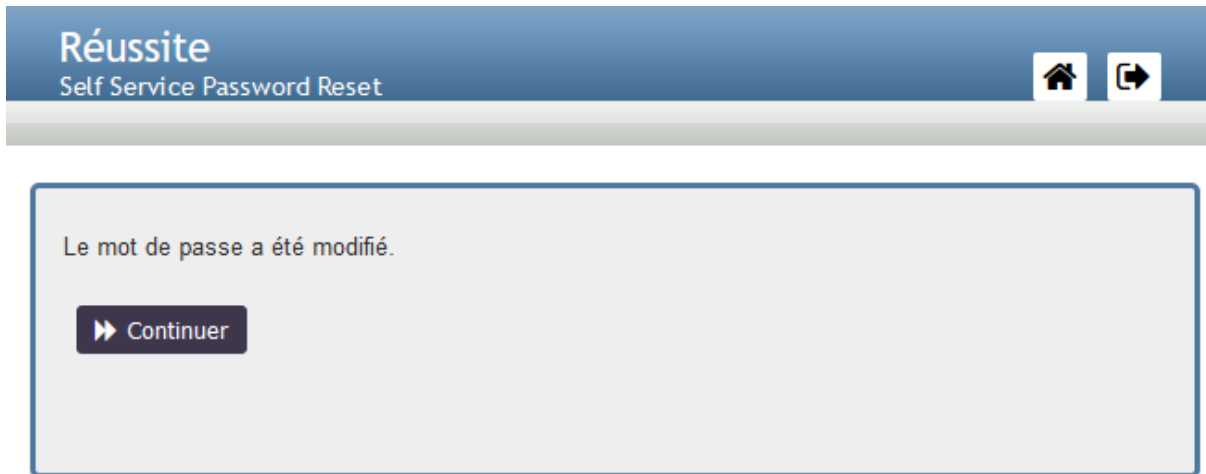 Réussite
Self Service Password Reset
Le mot de passe a été modifié.
Continuer